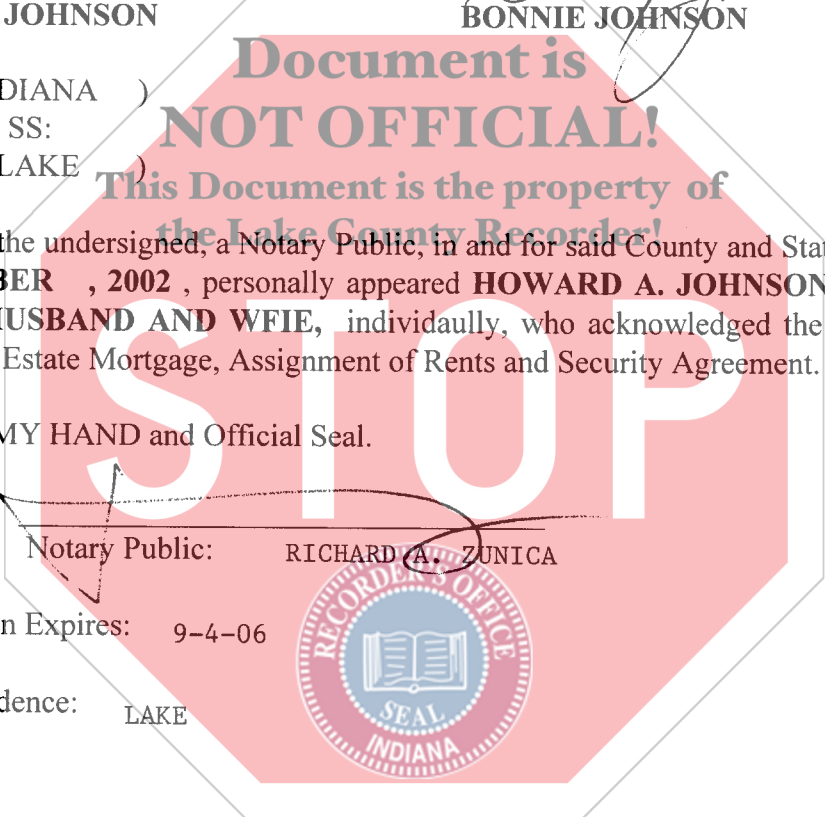 JOHNSON BONNIE JOHNSON
Document is
DIANA )
SS: NOT OFFICIAL!
LAKE )
This Document is the property of
the Lake County Recorder!
the undersigned, a Notary Public, in and for said County and Stat
BER , 2002 , personally appeared HOWARD A. JOHNSON
USBAND AND WFIE, individaully, who acknowledged the
Estate Mortgage, Assignment of Rents and Security Agreement.
STOP
MY HAND and Official Seal.
Notary Public: RICHARD A. ZUNICA
RECORDER'S OFFICE
n Expires: 9-4-06
dence: LAKE
SEAL
INDIANA